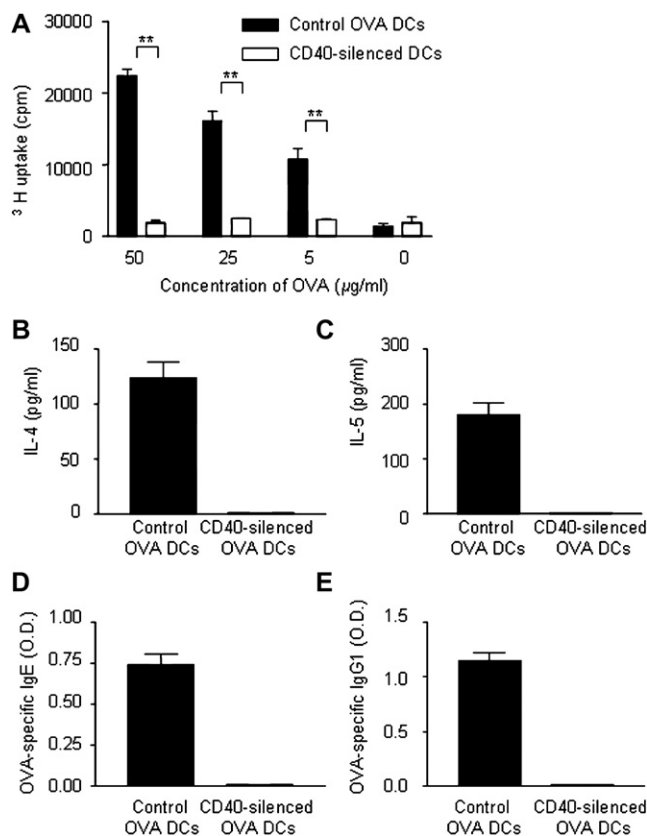 A
³ H uptake (cpm)
30000
20000
10000
0
Control OVA DCs
CD40-silenced DCs
**
**
**
50 25 5 0
Concentration of OVA (µg/ml)
B
IL-4 (pg/ml)
150
100
50
0
Control OVA DCs
CD40-silenced OVA DCs
C
IL-5 (pg/ml)
300
200
100
0
Control OVA DCs
CD40-silenced OVA DCs
D
OVA-specific IgE (O.D.)
1.00
0.75
0.50
0.25
0.00
Control OVA DCs
CD40-silenced OVA DCs
E
OVA-specific IgG1 (O.D.)
1.5
1.0
0.5
0.0
Control OVA DCs
CD40-silenced OVA DCs